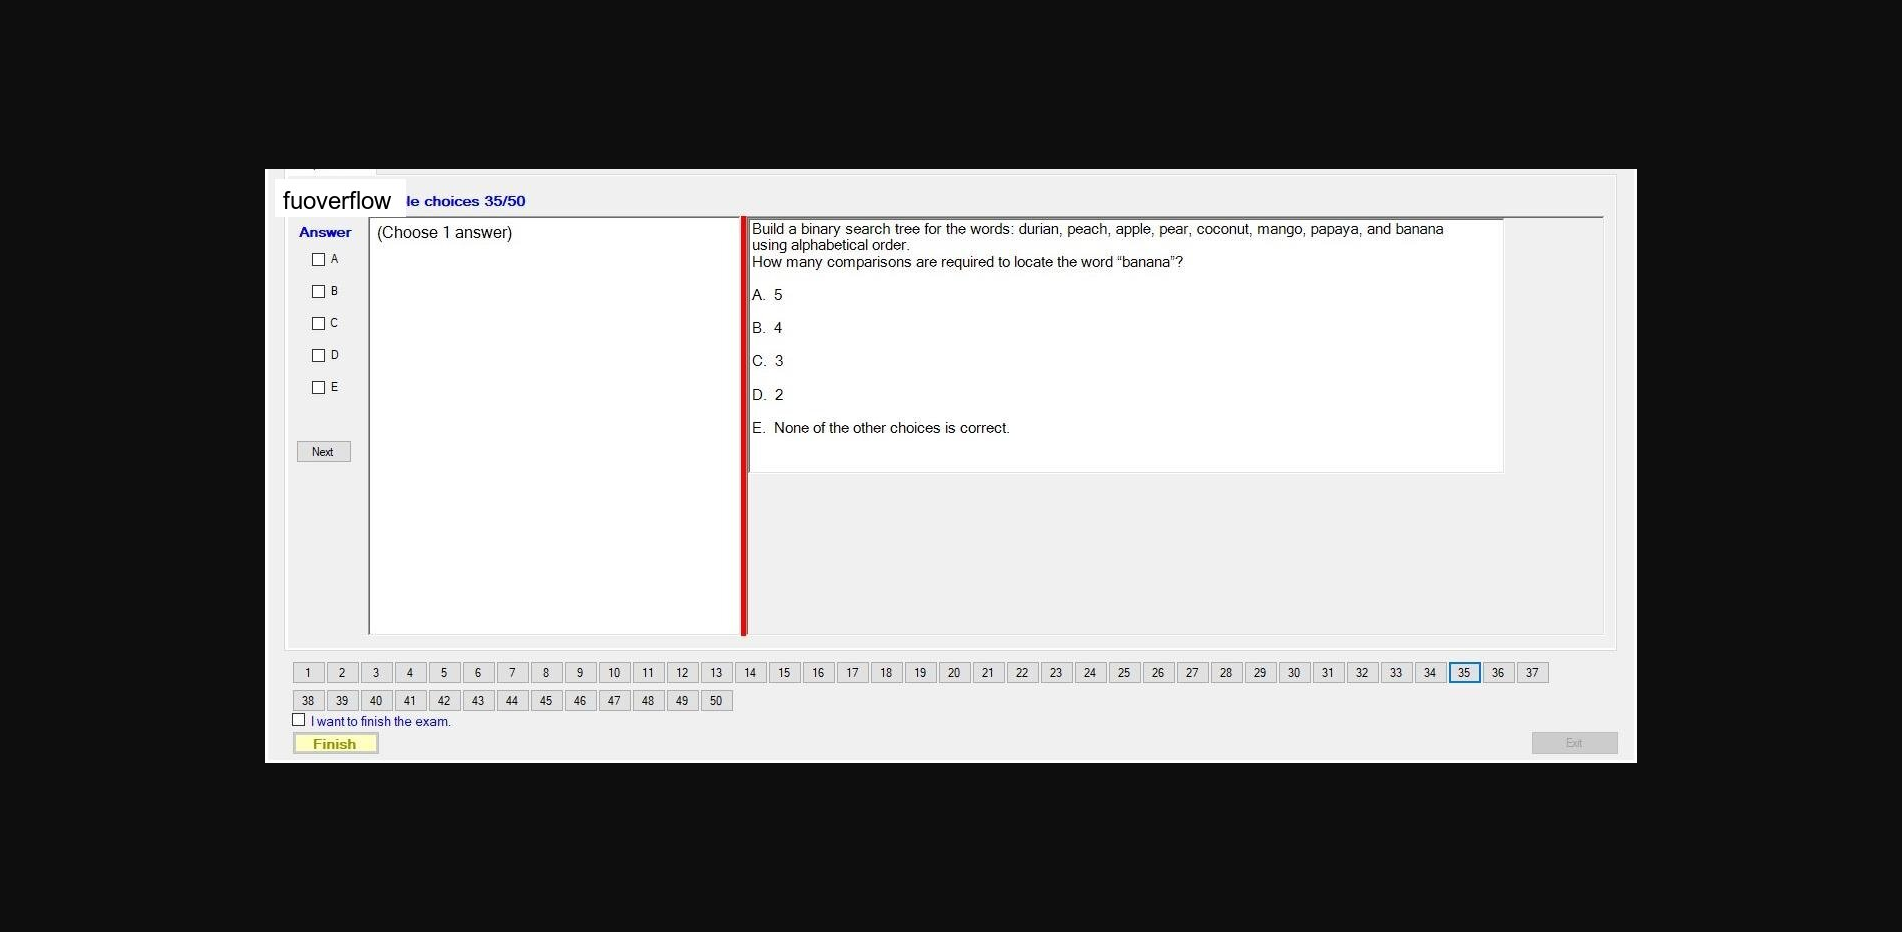 fuoverflow
le choices 35/50
Answer
(Choose 1 answer)
A
B
C
D
E
Next
Build a binary search tree for the words: durian, peach, apple, pear, coconut, mango, papaya, and banana
using alphabetical order.
How many comparisons are required to locate the word “banana”?
A. 5
B. 4
C. 3
D. 2
E. None of the other choices is correct.
1 2 3 4 5 6 7 8 9 10 11 12 13 14 15 16 17 18 19 20 21 22 23 24 25 26 27 28 29 30 31 32 33 34 35 36 37
38 39 40 41 42 43 44 45 46 47 48 49 50
I want to finish the exam.
Finish
Exit